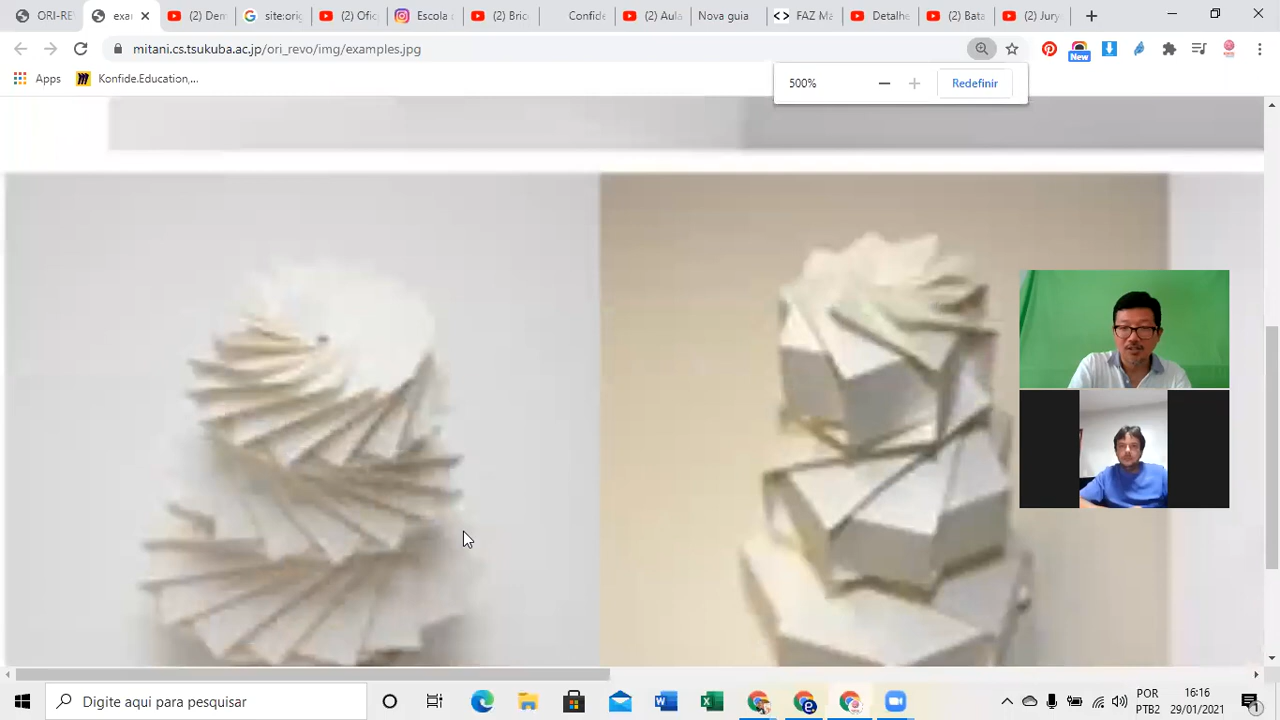 ORI-RE
exa
(2) Den
site:ori
(2) Ofic
Escola
(2) Bric
Confide
(2) Aula
Nova guia
FAZ Ma
Detalhe
(2) Bata
(2) Jury
mitani.cs.tsukuba.ac.jp/ori_revo/img/examples.jpg
New
Apps
Konfide.Education,...
500%
Redefinir
Digite aqui para pesquisar
POR
PTB2
16:16
29/01/2021